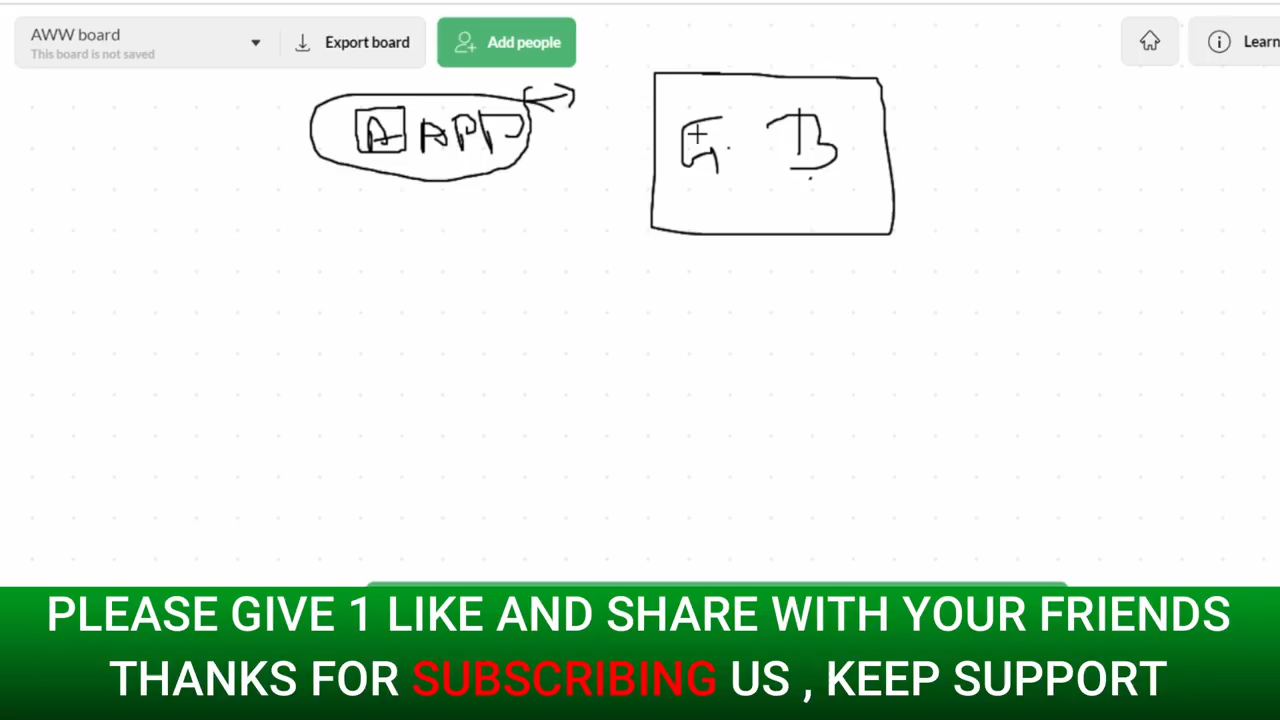 AWW board
This board is not saved
Export board
Add people
Learn
A APP
G B
PLEASE GIVE 1 LIKE AND SHARE WITH YOUR FRIENDS
THANKS FOR SUBSCRIBING US , KEEP SUPPORT